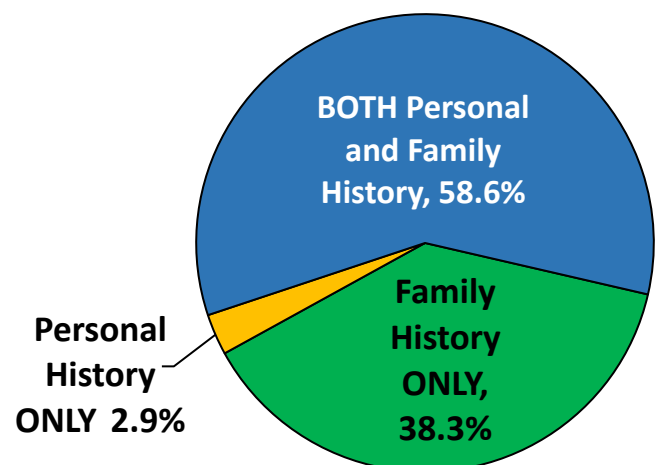 BOTH Personal
and Family
History, 58.6%
Family
History
ONLY,
38.3%
Personal
History
ONLY 2.9%